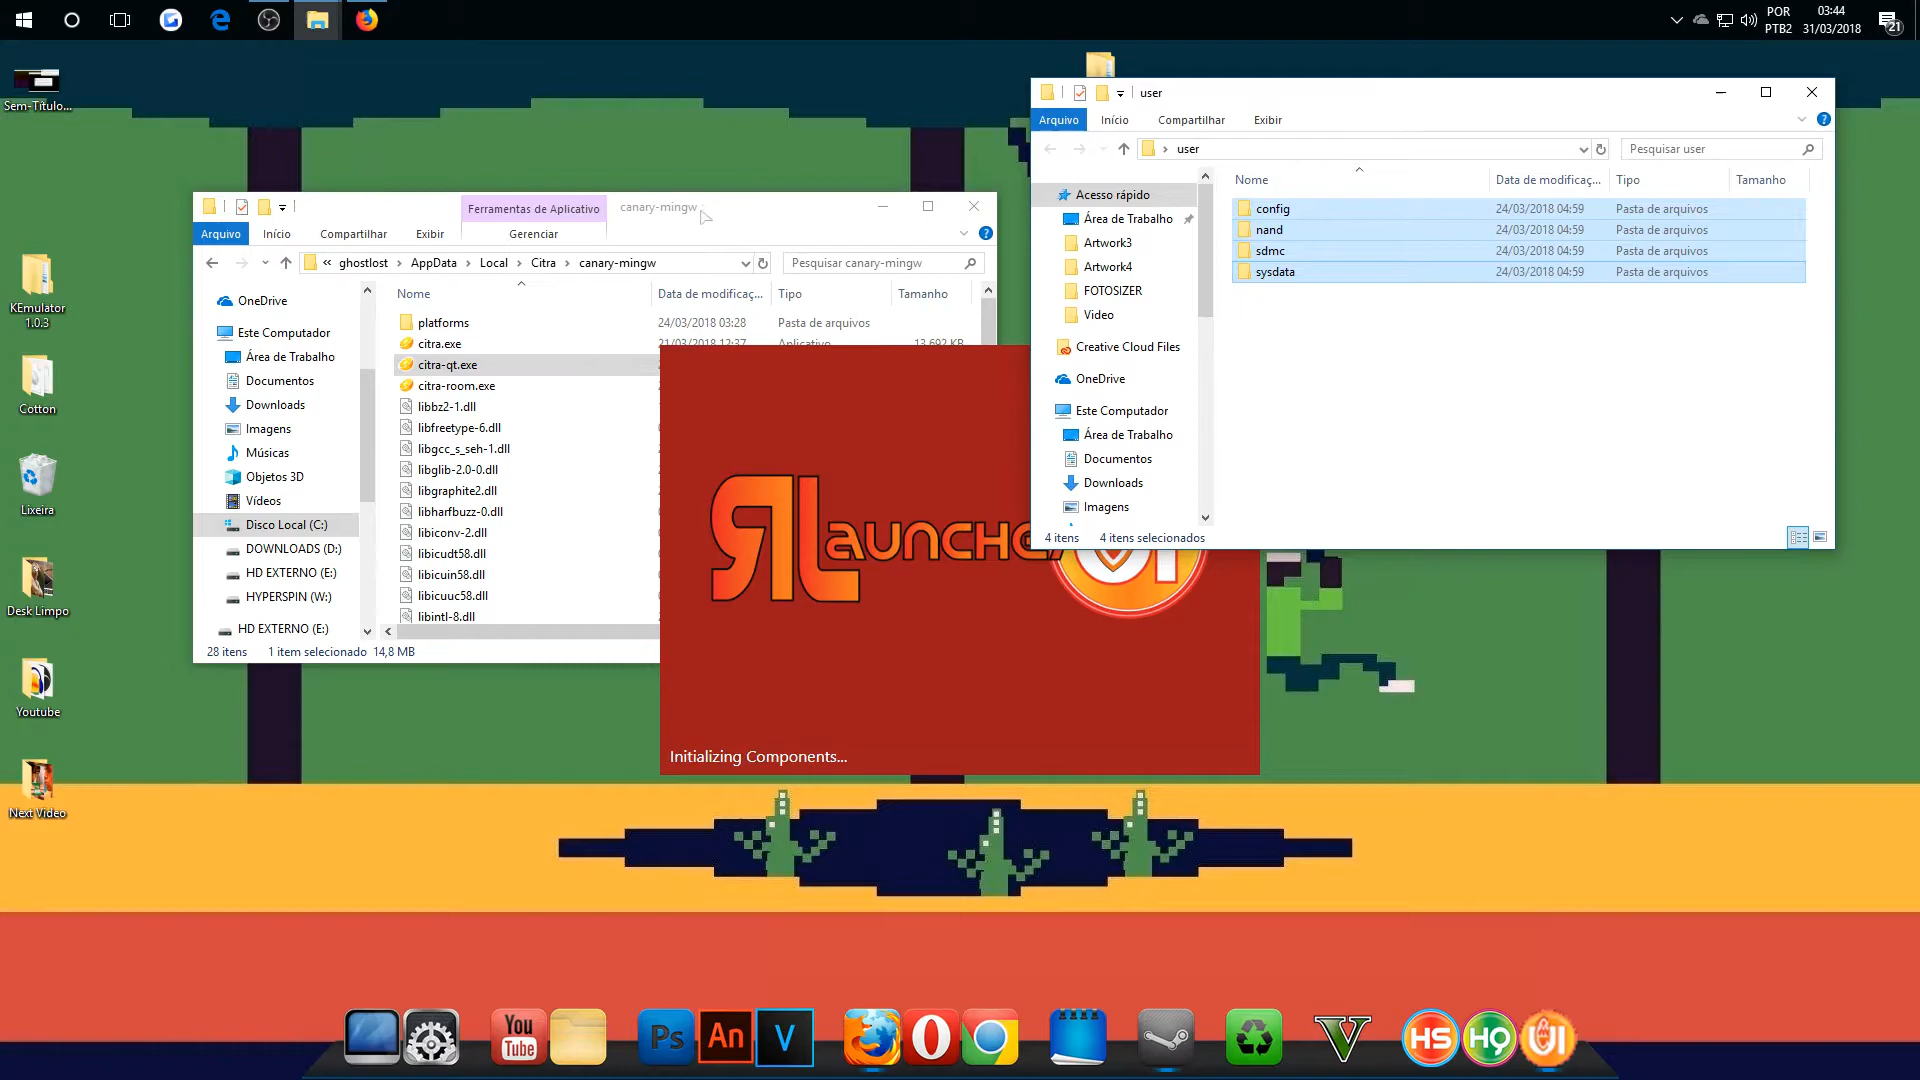 POR
PTB2
03:44
31/03/2018
21
Sem-Título...
KEmulator
1.0.3
Cotton
Lixeira
Desk Limpo
Youtube
Next Video
Ferramentas de Aplicativo
canary-mingw
Arquivo
Início
Compartilhar
Exibir
Gerenciar
« ghostlost › AppData › Local › Citra › canary-mingw
Pesquisar canary-mingw
OneDrive
Este Computador
Área de Trabalho
Documentos
Downloads
Imagens
Músicas
Objetos 3D
Vídeos
Disco Local (C:)
DOWNLOADS (D:)
HD EXTERNO (E:)
HYPERSPIN (W:)
HD EXTERNO (E:)
Nome
Data de modificaç...
Tipo
Tamanho
platforms 24/03/2018 03:28 Pasta de arquivos
citra.exe 21/03/2018 12:37 Aplicativo 13.692 KB
citra-qt.exe
citra-room.exe
libbz2-1.dll
libfreetype-6.dll
libgcc_s_seh-1.dll
libglib-2.0-0.dll
libgraphite2.dll
libharfbuzz-0.dll
libiconv-2.dll
libicudt58.dll
libicuin58.dll
libicuuc58.dll
libintl-8.dll
28 itens
1 item selecionado 14,8 MB
Initializing Components...
user
Arquivo
Início
Compartilhar
Exibir
› user
Pesquisar user
Acesso rápido
Área de Trabalho
Artwork3
Artwork4
FOTOSIZER
Video
Creative Cloud Files
OneDrive
Este Computador
Área de Trabalho
Documentos
Downloads
Imagens
Nome
Data de modificaç...
Tipo
Tamanho
config 24/03/2018 04:59 Pasta de arquivos
nand 24/03/2018 04:59 Pasta de arquivos
sdmc 24/03/2018 04:59 Pasta de arquivos
sysdata 24/03/2018 04:59 Pasta de arquivos
4 itens
4 itens selecionados
You
Tube
Ps
An
V
V
HS
HQ
UI